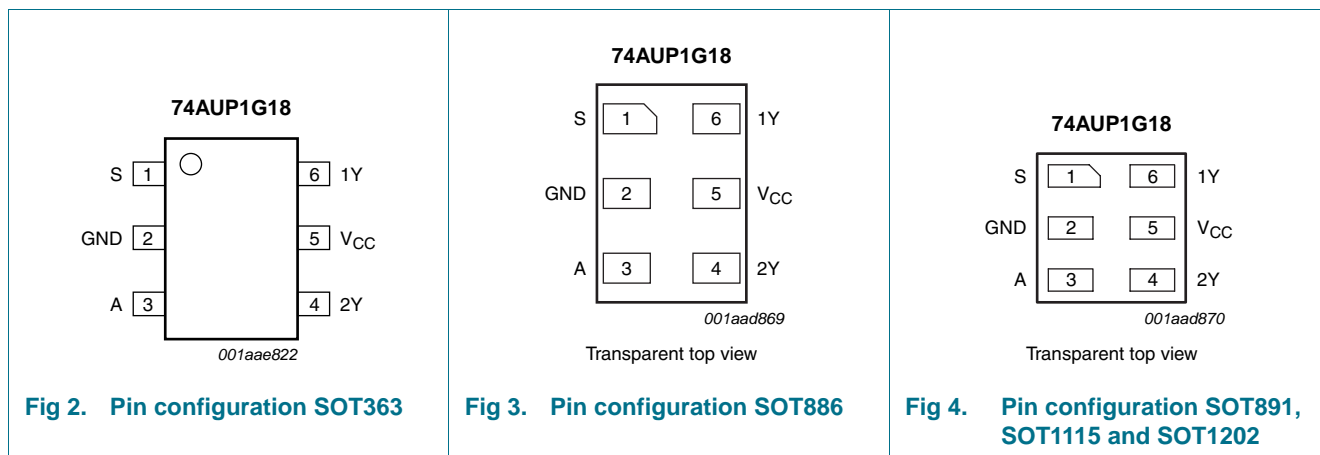 74AUP1G18
S 1 6 1Y
GND 2 5 VCC
A 3 4 2Y
001aae822
Fig 2. Pin configuration SOT363
74AUP1G18
S 1 6 1Y
GND 2 5 VCC
A 3 4 2Y
001aad869
Transparent top view
Fig 3. Pin configuration SOT886
74AUP1G18
S 1 6 1Y
GND 2 5 VCC
A 3 4 2Y
001aad870
Transparent top view
Fig 4. Pin configuration SOT891,
SOT1115 and SOT1202